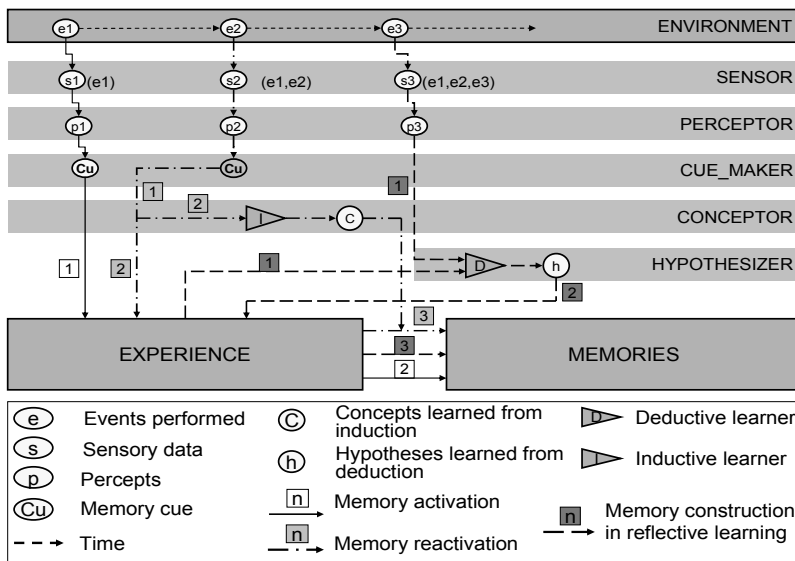 e1 e2 e3 ENVIRONMENT
s1 (e1) s2 (e1,e2) s3 (e1,e2,e3) SENSOR
p1 p2 p3 PERCEPTOR
Cu Cu CUE_MAKER
1 1
2 I C CONCEPTOR
1 2 1 D h HYPOTHESIZER
2
3
EXPERIENCE 3 MEMORIES
2
e Events performed
s Sensory data
p Percepts
Cu Memory cue
Time
C Concepts learned from
induction
h Hypotheses learned from
deduction
n Memory activation
n Memory reactivation
D Deductive learner
I Inductive learner
n Memory construction
in reflective learning